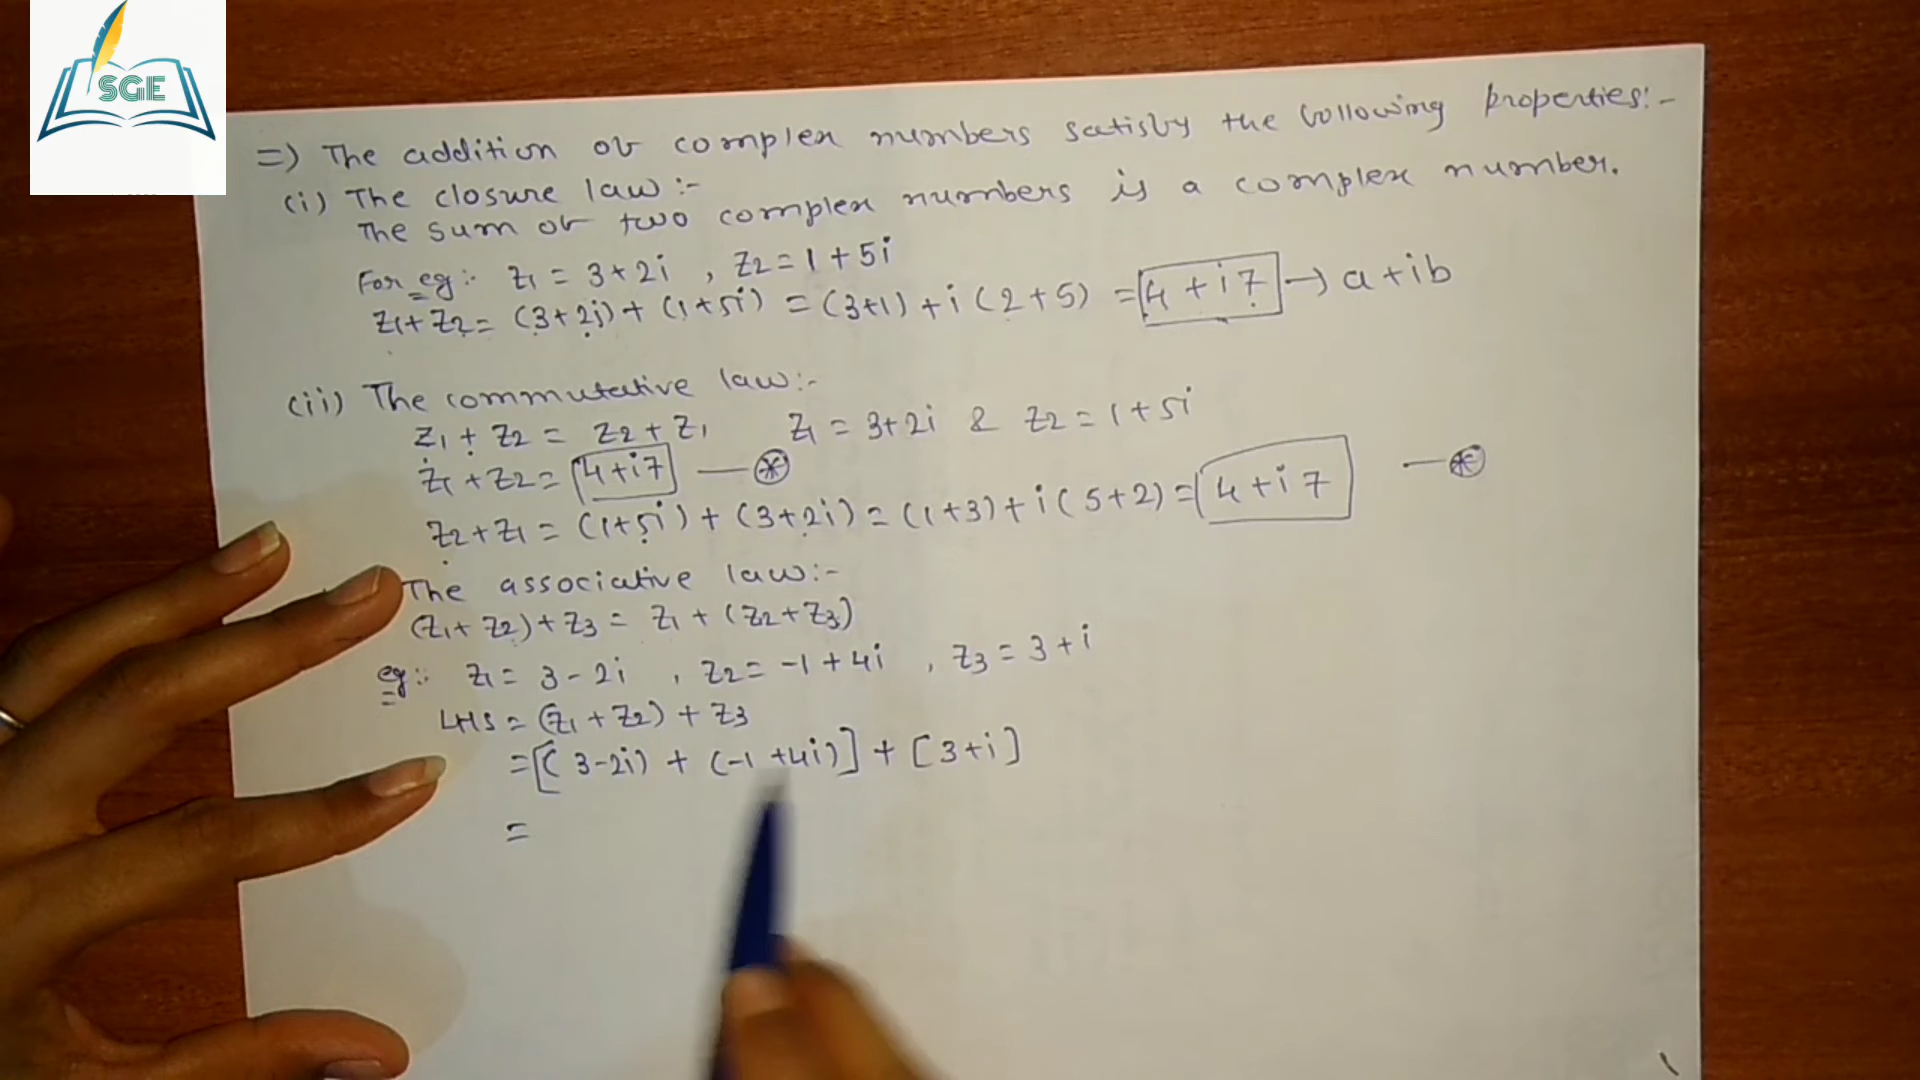 SGE
=) The addition of complex numbers satisfy the following properties:-
(i) The closure law :-
The sum of two complex numbers is a complex number.
For eg:- Z1 = 3+2i , Z2 = 1+5i
Z1+Z2 = (3+2i)+(1+5i) = (3+1)+i(2+5) = 4+i7 → a+ib
(ii) The commutative law:-
Z1 + Z2 = Z2 + Z1 Z1 = 3+2i & Z2 = 1+5i
Z1 + Z2 = 4+i7 —⊛
Z2 + Z1 = (1+5i)+(3+2i) = (1+3)+i(5+2) = 4+i7 —⊛
The associative law:-
(Z1+Z2)+Z3 = Z1+(Z2+Z3)
eg:- Z1 = 3-2i , Z2 = -1+4i , Z3 = 3+i
LHS = (Z1+Z2)+Z3
=[(3-2i)+(-1+4i)]+[3+i]
=